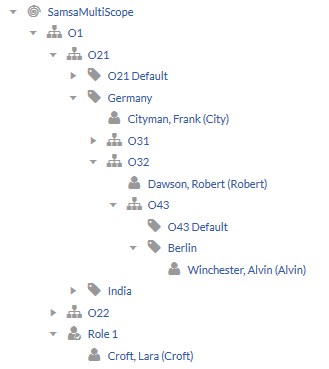 SamsaMultiScope
O1
O21
O21 Default
Germany
Cityman, Frank (City)
O31
O32
Dawson, Robert (Robert)
O43
O43 Default
Berlin
Winchester, Alvin (Alvin)
India
O22
Role 1
Croft, Lara (Croft)